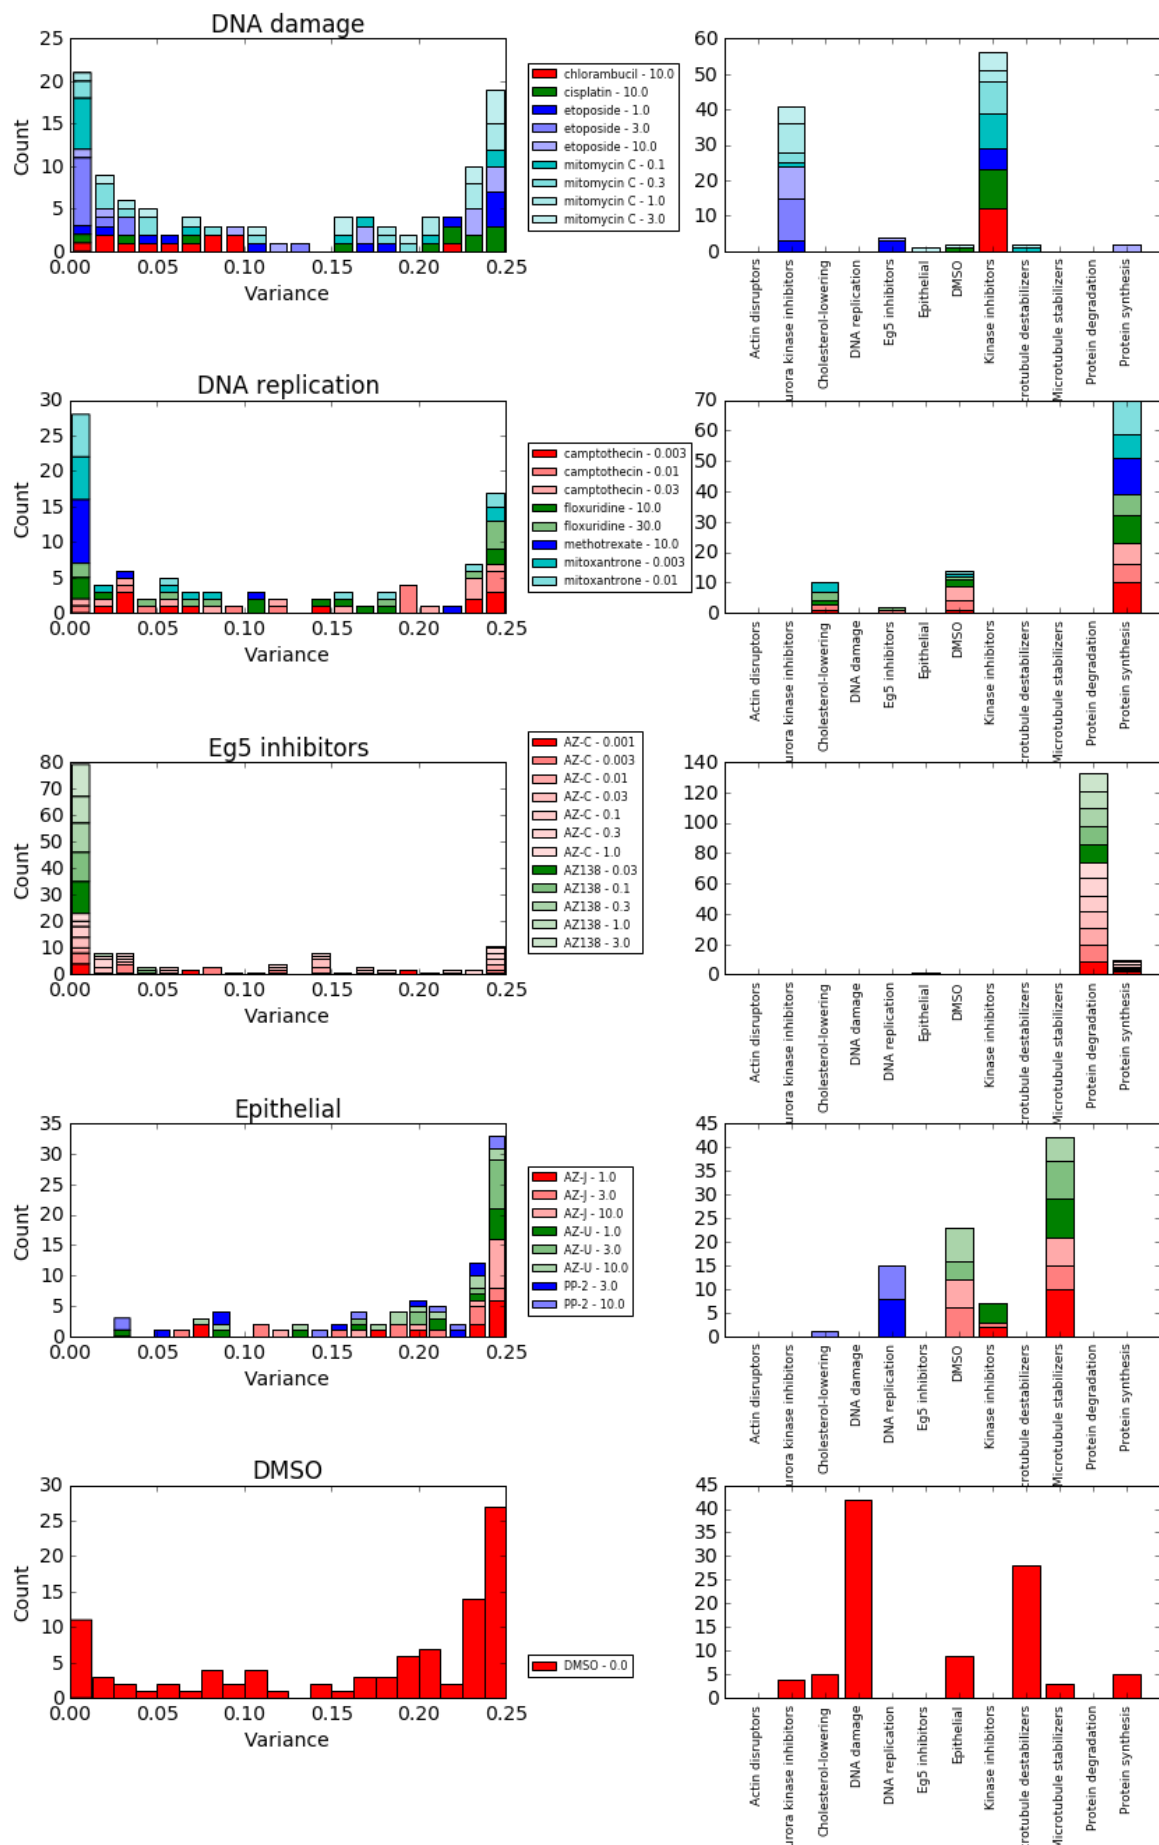 DNA damage
25
20
15
10
5
0
Count
0.00 0.05 0.10 0.15 0.20 0.25
Variance
chlorambucil - 10.0
cisplatin - 10.0
etoposide - 1.0
etoposide - 3.0
etoposide - 10.0
mitomycin C - 0.1
mitomycin C - 0.3
mitomycin C - 1.0
mitomycin C - 3.0
60
50
40
30
20
10
0
Actin disruptors
urora kinase inhibitors
Cholesterol-lowering
DNA replication
Eg5 inhibitors
Epithelial
DMSO
Kinase inhibitors
icrotubule destabilizers
Microtubule stabilizers
Protein degradation
Protein synthesis
DNA replication
30
25
20
15
10
5
0
Count
0.00 0.05 0.10 0.15 0.20 0.25
Variance
camptothecin - 0.003
camptothecin - 0.01
camptothecin - 0.03
floxuridine - 10.0
floxuridine - 30.0
methotrexate - 10.0
mitoxantrone - 0.003
mitoxantrone - 0.01
70
60
50
40
30
20
10
0
Actin disruptors
urora kinase inhibitors
Cholesterol-lowering
DNA damage
Eg5 inhibitors
Epithelial
DMSO
Kinase inhibitors
icrotubule destabilizers
Microtubule stabilizers
Protein degradation
Protein synthesis
Eg5 inhibitors
80
70
60
50
40
30
20
10
0
Count
0.00 0.05 0.10 0.15 0.20 0.25
Variance
AZ-C - 0.001
AZ-C - 0.003
AZ-C - 0.01
AZ-C - 0.03
AZ-C - 0.1
AZ-C - 0.3
AZ-C - 1.0
AZ138 - 0.03
AZ138 - 0.1
AZ138 - 0.3
AZ138 - 1.0
AZ138 - 3.0
140
120
100
80
60
40
20
0
Actin disruptors
urora kinase inhibitors
Cholesterol-lowering
DNA damage
DNA replication
Epithelial
DMSO
Kinase inhibitors
icrotubule destabilizers
Microtubule stabilizers
Protein degradation
Protein synthesis
Epithelial
35
30
25
20
15
10
5
0
Count
0.00 0.05 0.10 0.15 0.20 0.25
Variance
AZ-J - 1.0
AZ-J - 3.0
AZ-J - 10.0
AZ-U - 1.0
AZ-U - 3.0
AZ-U - 10.0
PP-2 - 3.0
PP-2 - 10.0
45
40
35
30
25
20
15
10
5
0
Actin disruptors
urora kinase inhibitors
Cholesterol-lowering
DNA damage
DNA replication
Eg5 inhibitors
DMSO
Kinase inhibitors
icrotubule destabilizers
Microtubule stabilizers
Protein degradation
Protein synthesis
DMSO
30
25
20
15
10
5
0
Count
0.00 0.05 0.10 0.15 0.20 0.25
Variance
DMSO - 0.0
45
40
35
30
25
20
15
10
5
0
Actin disruptors
urora kinase inhibitors
Cholesterol-lowering
DNA damage
DNA replication
Eg5 inhibitors
Epithelial
Kinase inhibitors
icrotubule destabilizers
Microtubule stabilizers
Protein degradation
Protein synthesis